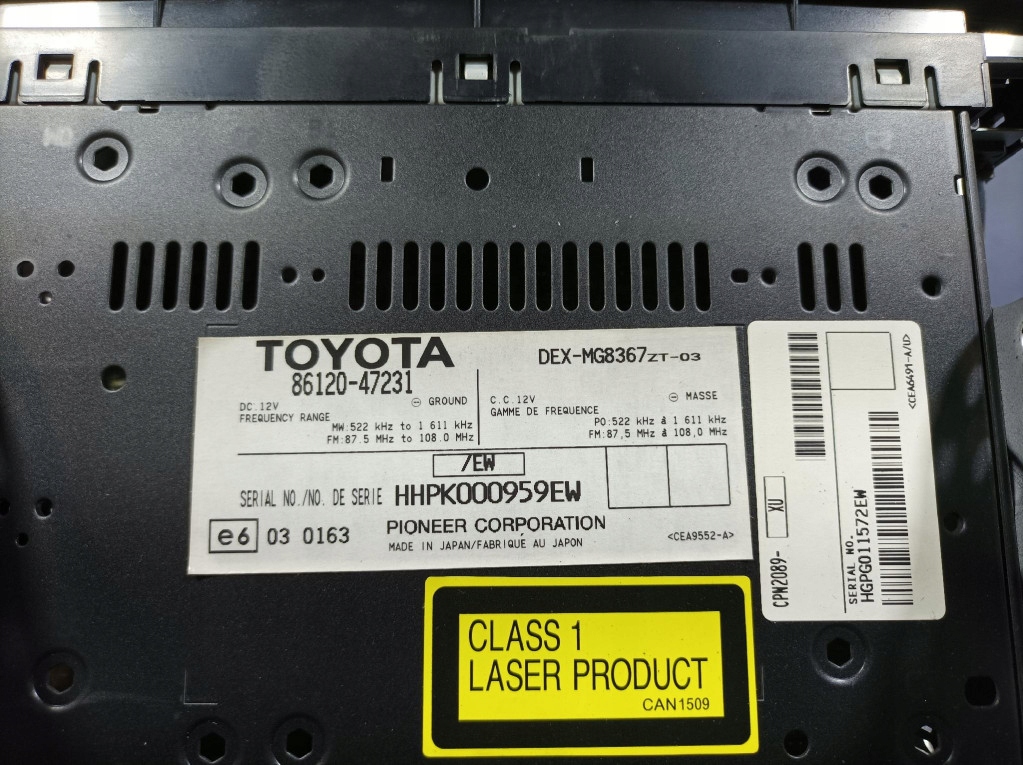 TOYOTA
86120-47231
DEX-MG8367ZT-03
DC.12V
⊖ GROUND
FREQUENCY RANGE
MW:522 kHz to 1 611 kHz
FM:87.5 MHz to 108.0 MHz
C.C.12V
⊖ MASSE
GAMME DE FREQUENCE
PO:522 kHz à 1 611 kHz
FM:87,5 MHz à 108,0 MHz
/EW
SERIAL NO./NO. DE SERIE HHPK000959EW
e6 03 0163
PIONEER CORPORATION
MADE IN JAPAN/FABRIQUÉ AU JAPON
<CEA9552-A>
CPN2089- XU
SERIAL NO.
HGPG011572EW
<CEA6491-A/U>
CLASS 1
LASER PRODUCT
CAN1509